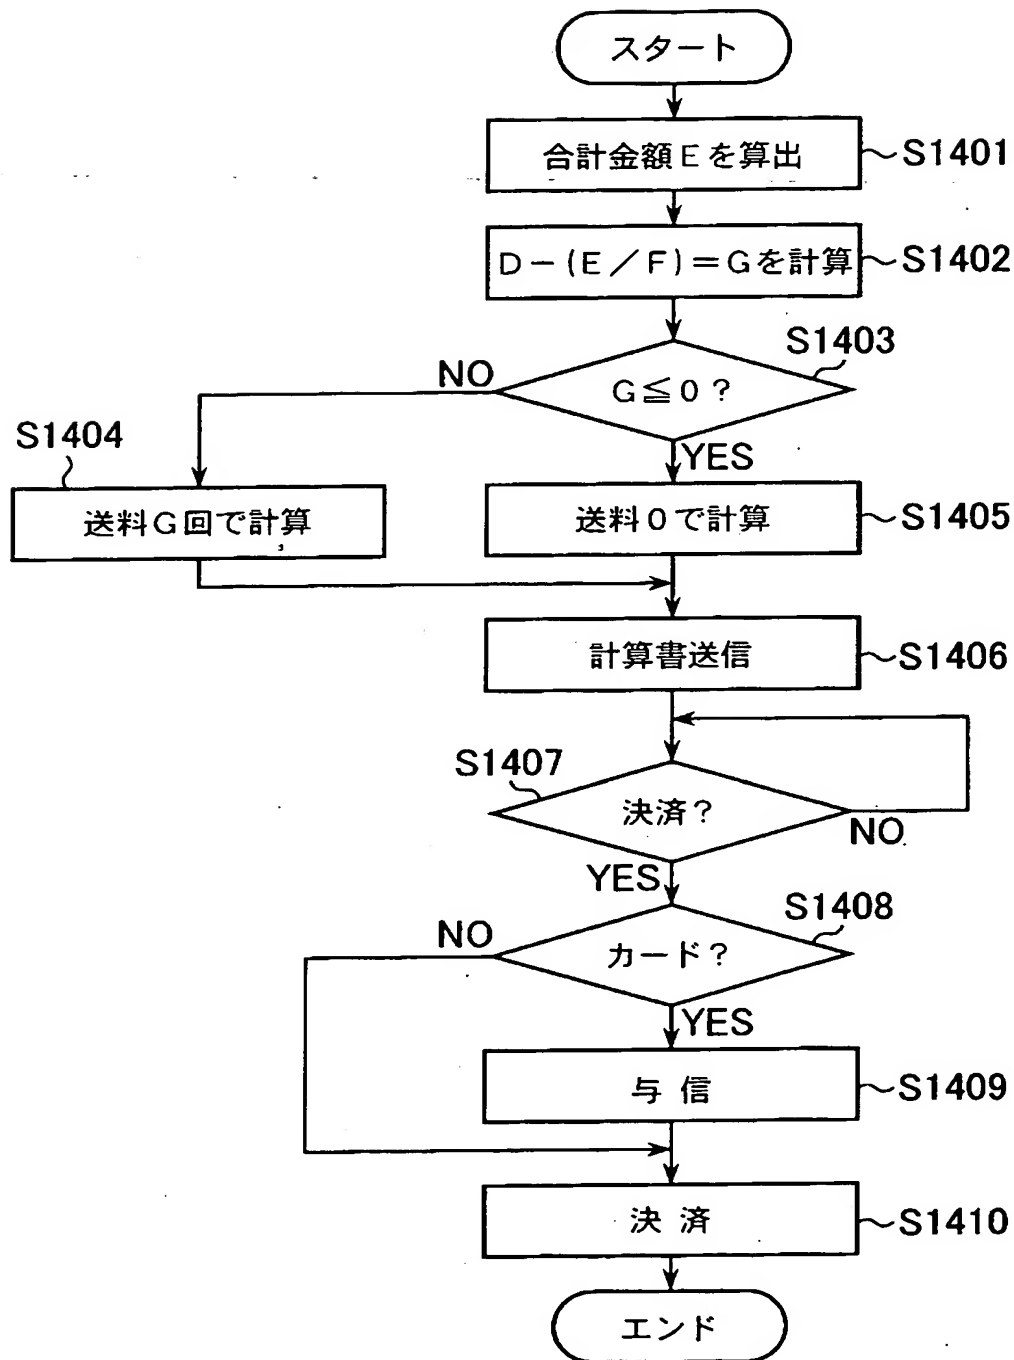 スタート
合計金額Eを算出
S1401
D-(E/F)=Gを計算
S1402
S1403
G≦0?
NO
YES
S1404
送料G回で計算
送料0で計算
S1405
計算書送信
S1406
S1407
決済?
NO
YES
S1408
カード?
NO
YES
与信
S1409
決済
S1410
エンド